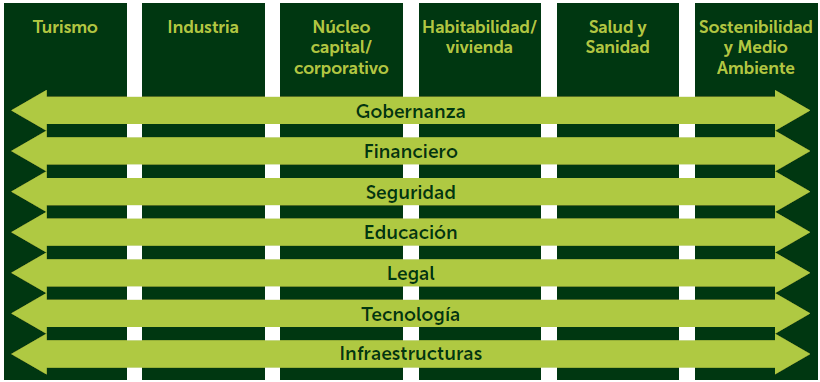 Turismo
Industria
Núcleo
capital/
corporativo
Habitabilidad/
vivienda
Salud y
Sanidad
Sostenibilidad
y Medio
Ambiente
Gobernanza
Financiero
Seguridad
Educación
Legal
Tecnología
Infraestructuras